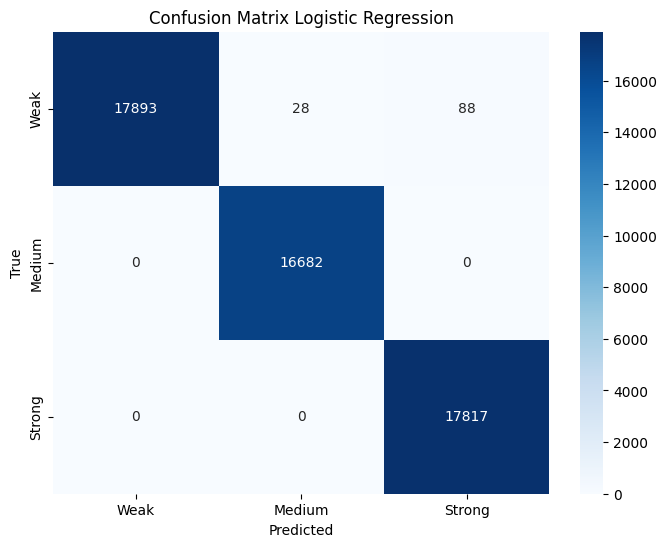 Confusion Matrix Logistic Regression
Weak 17893 28 88
Medium 0 16682 0
Strong 0 0 17817
True
Weak Medium Strong
Predicted
16000
14000
12000
10000
8000
6000
4000
2000
0